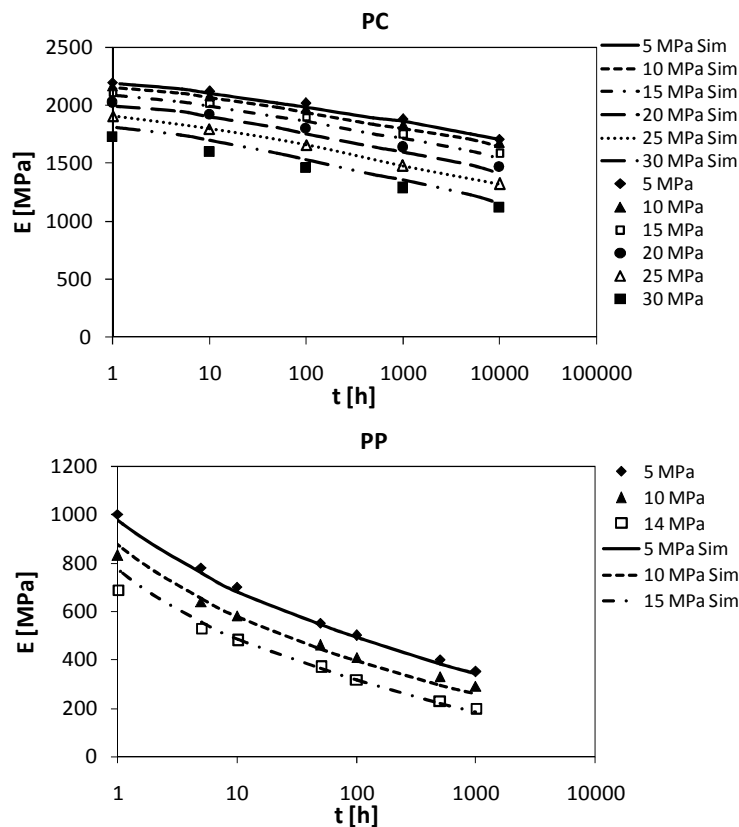 PC
2500
2000
1500
1000
500
0
E [MPa]
1 10 100 1000 10000 100000
t [h]
5 MPa Sim
10 MPa Sim
15 MPa Sim
20 MPa Sim
25 MPa Sim
30 MPa Sim
5 MPa
10 MPa
15 MPa
20 MPa
25 MPa
30 MPa
PP
1200
1000
800
600
400
200
0
E [MPa]
1 10 100 1000 10000
t [h]
5 MPa
10 MPa
14 MPa
5 MPa Sim
10 MPa Sim
15 MPa Sim